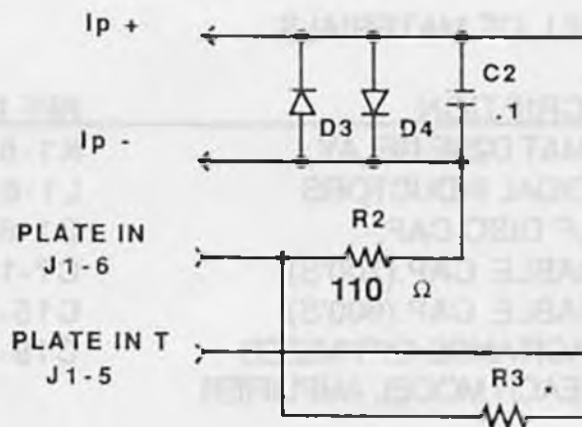 Ip +
C2
.1
D3
D4
Ip -
R2
PLATE IN
J1-6
110 Ω
PLATE IN T
J1-5
R3